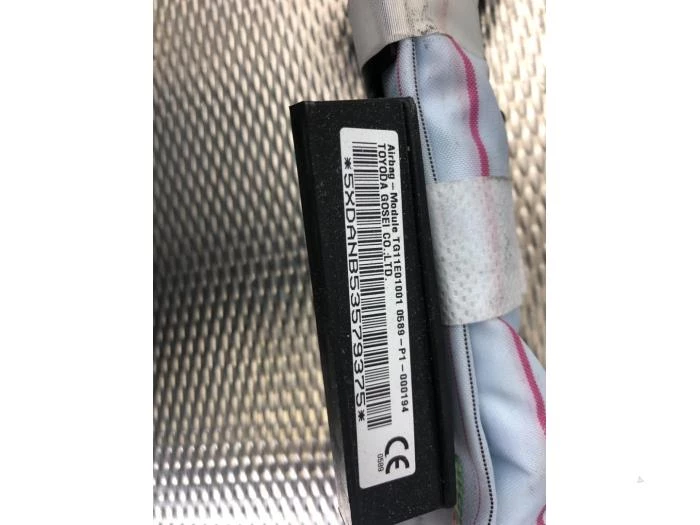 Airbag-Module TG11E01001 0589-P1-000194
TOYODA GOSEI CO.,LTD.
*5XDANB53579375*
CE
0589